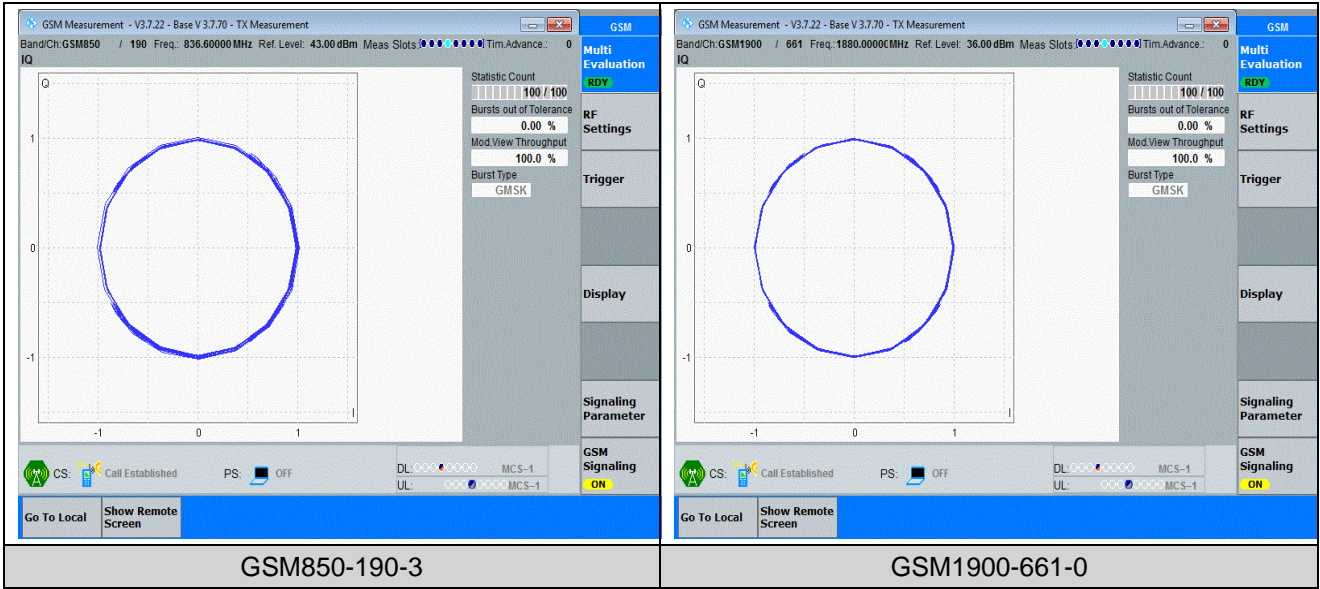 GSM Measurement - V3.7.22 - Base V 3.7.70 - TX Measurement
GSM
Band/Ch:GSM850 / 190 Freq.: 836.60000 MHz Ref. Level: 43.00 dBm Meas Slots: Tim.Advance.: 0
IQ
Multi
Evaluation
RDY
Q
Statistic Count
100 / 100
Bursts out of Tolerance
0.00 %
Mod.View Throughput
100.0 %
Burst Type
GMSK
RF
Settings
Trigger
1
0
-1
-1 0 1
I
Display
Signaling
Parameter
GSM
Signaling
ON
CS: Call Established PS: OFF
DL: MCS-1
UL: MCS-1
Go To Local
Show Remote
Screen
GSM850-190-3
GSM Measurement - V3.7.22 - Base V 3.7.70 - TX Measurement
GSM
Band/Ch:GSM1900 / 661 Freq.:1880.0000 MHz Ref. Level: 36.00 dBm Meas Slots: Tim.Advance.: 0
IQ
Multi
Evaluation
RDY
Q
Statistic Count
100 / 100
Bursts out of Tolerance
0.00 %
Mod.View Throughput
100.0 %
Burst Type
GMSK
RF
Settings
Trigger
1
0
-1
-1 0 1
I
Display
Signaling
Parameter
GSM
Signaling
ON
CS: Call Established PS: OFF
DL: MCS-1
UL: MCS-1
Go To Local
Show Remote
Screen
GSM1900-661-0